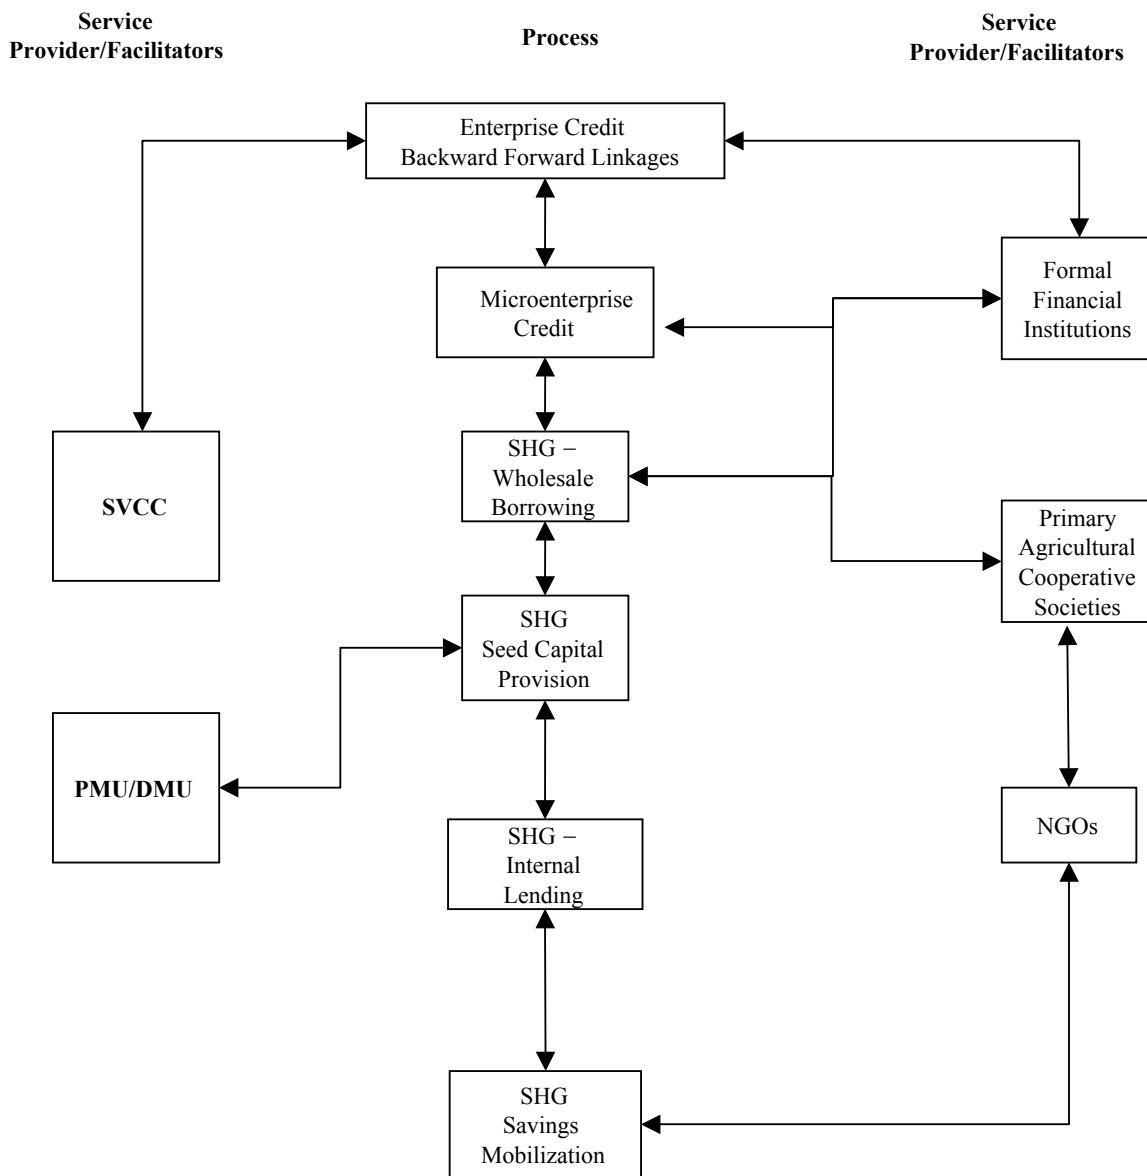 Service
Provider/Facilitators
Process
Service
Provider/Facilitators
Enterprise Credit
Backward Forward Linkages
Formal
Financial
Institutions
Microenterprise
Credit
SVCC
SHG –
Wholesale
Borrowing
Primary
Agricultural
Cooperative
Societies
SHG
Seed Capital
Provision
PMU/DMU
NGOs
SHG –
Internal
Lending
SHG
Savings
Mobilization